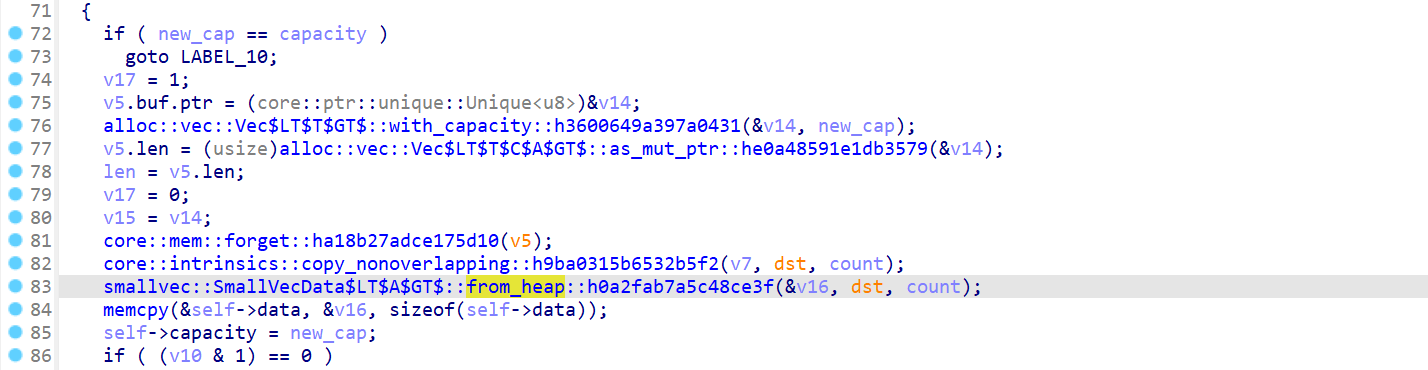 71 {
72 if ( new_cap == capacity )
73 goto LABEL_10;
74 v17 = 1;
75 v5.buf.ptr = (core::ptr::unique::Unique<u8>)&v14;
76 alloc::vec::Vec$LT$T$GT$::with_capacity::h3600649a397a0431(&v14, new_cap);
77 v5.len = (usize)alloc::vec::Vec$LT$T$C$A$GT$::as_mut_ptr::he0a48591e1db3579(&v14);
78 len = v5.len;
79 v17 = 0;
80 v15 = v14;
81 core::mem::forget::ha18b27adce175d10(v5);
82 core::intrinsics::copy_nonoverlapping::h9ba0315b6532b5f2(v7, dst, count);
83 smallvec::SmallVecData$LT$A$GT$::from_heap::h0a2fab7a5c48ce3f(&v16, dst, count);
84 memcpy(&self->data, &v16, sizeof(self->data));
85 self->capacity = new_cap;
86 if ( (v10 & 1) == 0 )